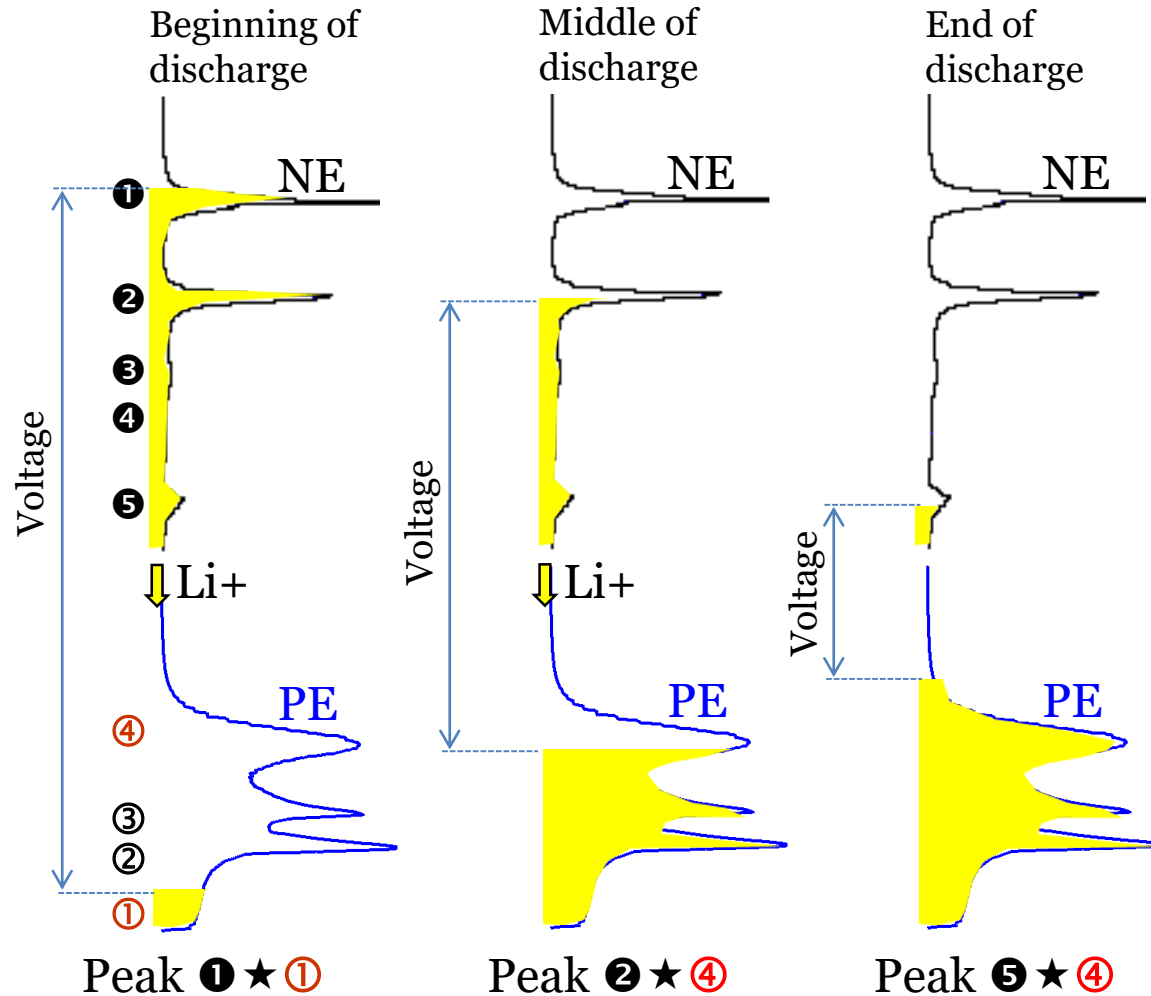 Beginning of
discharge
Middle of
discharge
End of
discharge
NE
NE
NE
❶
❷
❸
❹
❺
Voltage
Voltage
Voltage
Li+
Li+
PE
PE
PE
④
③
②
①
Peak ❶ ★ ①
Peak ❷ ★ ④
Peak ❺ ★ ④